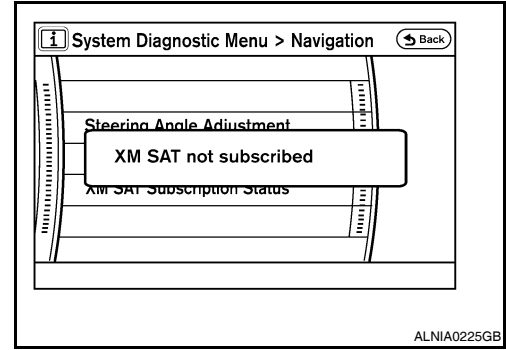 i System Diagnostic Menu > Navigation Back
Steering Angle Adjustment
XM SAT not subscribed
XM SAT Subscription Status
ALNIA0225GB